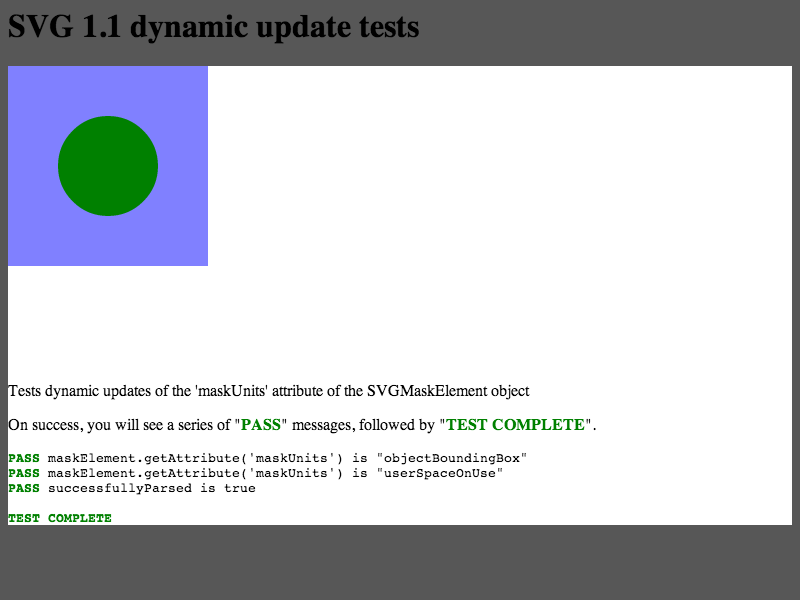 SVG 1.1 dynamic update tests
Tests dynamic updates of the 'maskUnits' attribute of the SVGMaskElement object
On success, you will see a series of "PASS" messages, followed by "TEST COMPLETE".
PASS maskElement.getAttribute('maskUnits') is "objectBoundingBox"
PASS maskElement.getAttribute('maskUnits') is "userSpaceOnUse"
PASS successfullyParsed is true
TEST COMPLETE